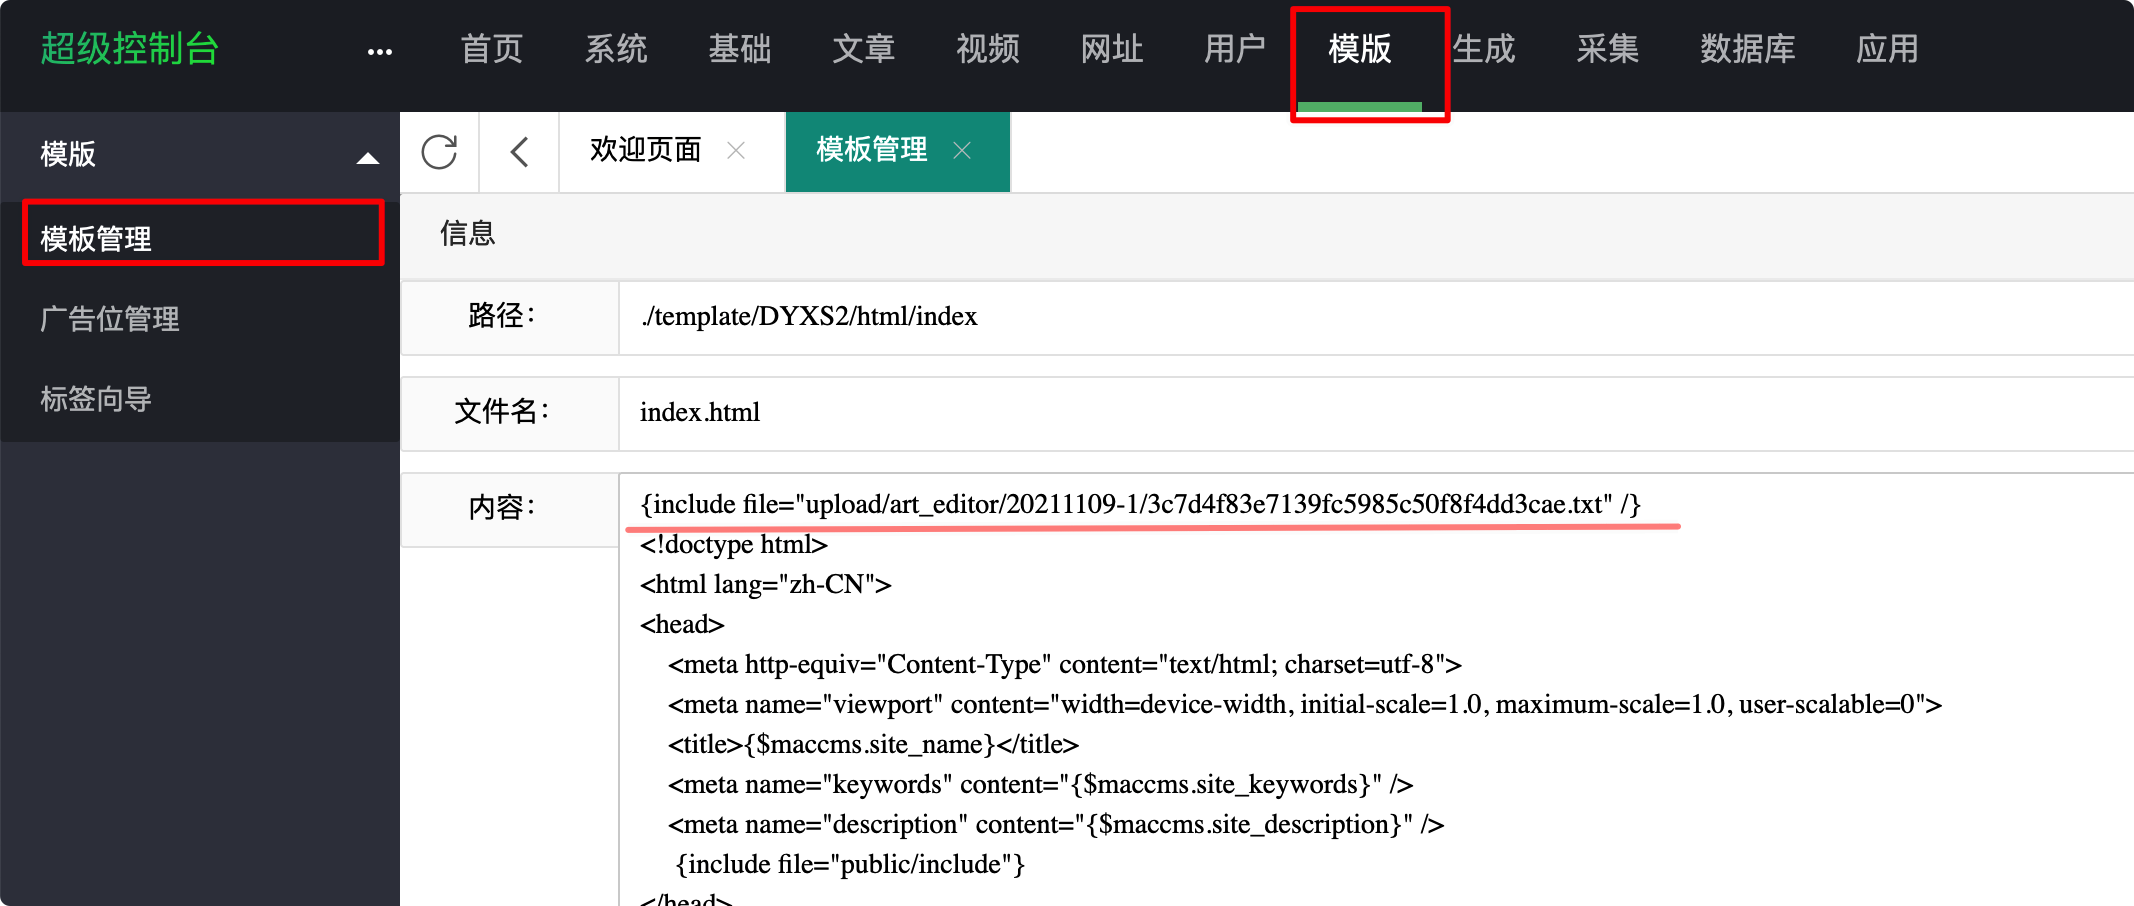 超级控制台 ••• 首页 系统 基础 文章 视频 网址 用户 模版 生成 采集 数据库 应用
模版
模板管理
广告位管理
标签向导
欢迎页面 模板管理
信息
路径： ./template/DYXS2/html/index
文件名： index.html
内容： {include file="upload/art_editor/20211109-1/3c7d4f83e7139fc5985c50f8f4dd3cae.txt" /}
<!doctype html>
<html lang="zh-CN">
<head>
<meta http-equiv="Content-Type" content="text/html; charset=utf-8">
<meta name="viewport" content="width=device-width, initial-scale=1.0, maximum-scale=1.0, user-scalable=0">
<title>{$maccms.site_name}</title>
<meta name="keywords" content="{$maccms.site_keywords}" />
<meta name="description" content="{$maccms.site_description}" />
{include file="public/include"}
</head>